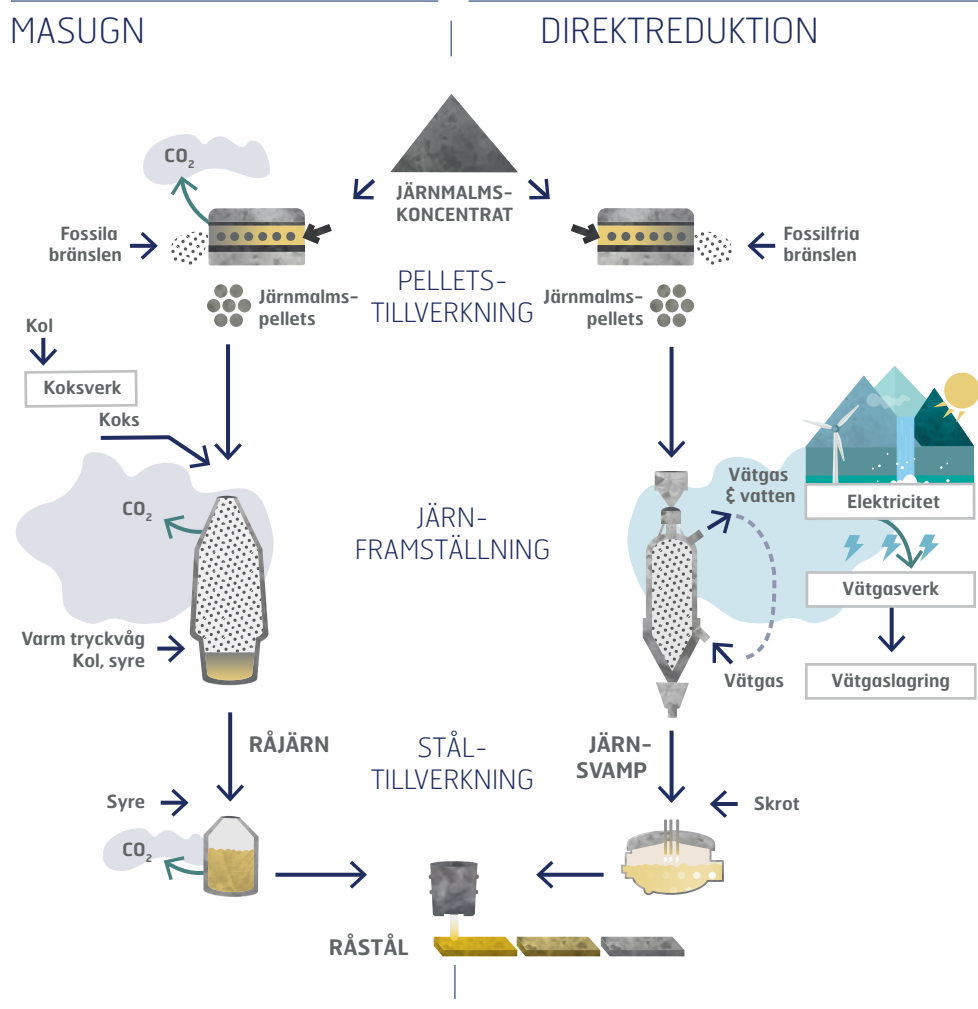 MASUGN
DIREKTREDUKTION
JÄRNMALMS-
KONCENTRAT
CO₂
Fossila
bränslen
Fossilfria
bränslen
PELLETS-
TILLVERKNING
Järnmalms-
pellets
Järnmalms-
pellets
Kol
Koksverk
Koks
CO₂
JÄRN-
FRAMSTÄLLNING
Vätgas
& vatten
Elektricitet
Vätgasverk
Varm tryckvåg
Kol, syre
Vätgas
Vätgaslagring
RÅJÄRN
STÅL-
TILLVERKNING
JÄRN-
SVAMP
Syre
Skrot
CO₂
RÅSTÅL